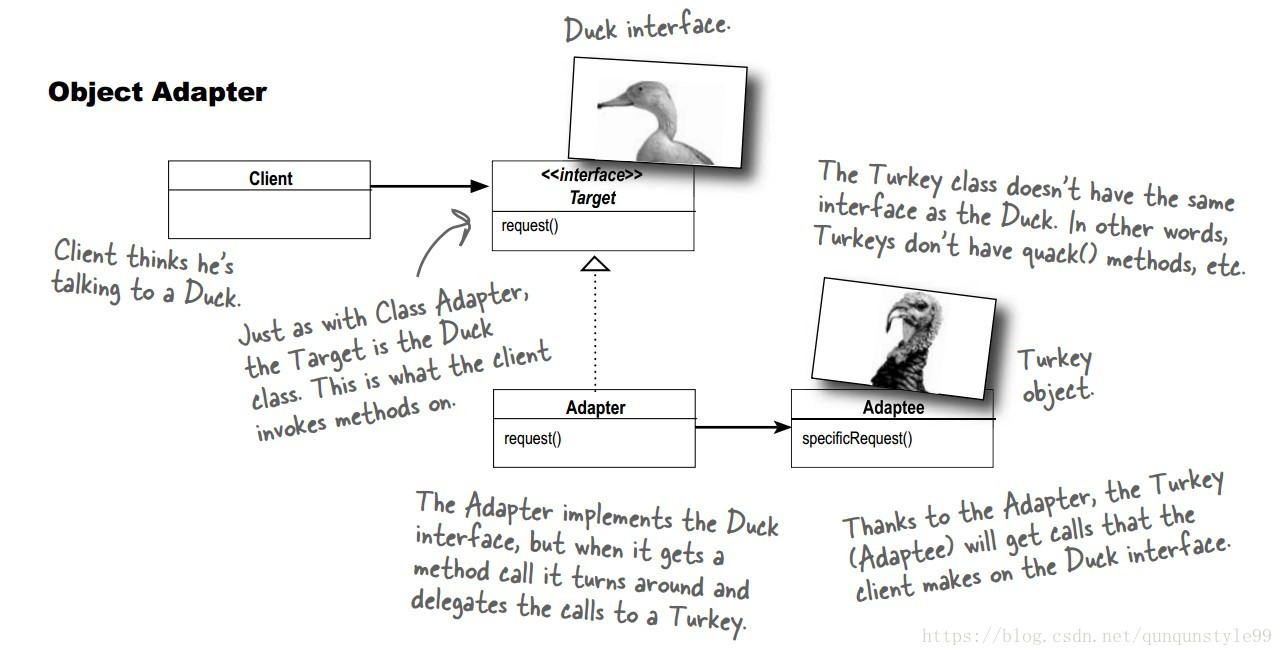 Duck interface.
Object Adapter
Client
<<interface>>
Target
request()
The Turkey class doesn't have the same
interface as the Duck. In other words,
Turkeys don't have quack() methods, etc.
Client thinks he's
talking to a Duck.
Just as with Class Adapter,
the Target is the Duck
class. This is what the client
invokes methods on.
Turkey
object.
Adapter
request()
Adaptee
specificRequest()
The Adapter implements the Duck
interface, but when it gets a
method call it turns around and
delegates the calls to a Turkey.
Thanks to the Adapter, the Turkey
(Adaptee) will get calls that the
client makes on the Duck interface.
https://blog.csdn.net/qunqunstyle99